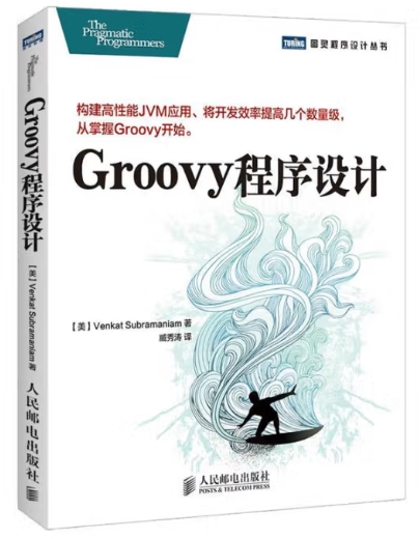 The
Pragmatic
Programmers
TURING
图灵程序设计丛书
构建高性能JVM应用、将开发效率提高几个数量级，
从掌握Groovy开始。
Groovy程序设计
【美】Venkat Subramaniam 著
臧秀涛 译
人民邮电出版社
POSTS & TELECOM PRESS
Groovy程序设计
【美】Venkat Subramaniam 著
人民邮电出版社